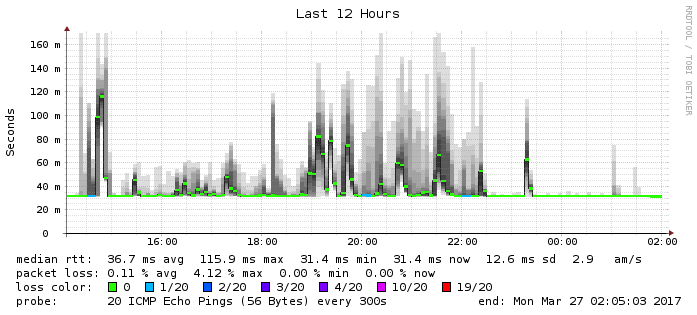 Last 12 Hours
RRDTOOL / TOBI OETIKER
Seconds
160 m
140 m
120 m
100 m
80 m
60 m
40 m
20 m
0
16:00 18:00 20:00 22:00 00:00 02:00
median rtt: 36.7 ms avg 115.9 ms max 31.4 ms min 31.4 ms now 12.6 ms sd 2.9 am/s
packet loss: 0.11 % avg 4.12 % max 0.00 % min 0.00 % now
loss color: 0 1/20 2/20 3/20 4/20 10/20 19/20
probe: 20 ICMP Echo Pings (56 Bytes) every 300s end: Mon Mar 27 02:05:03 2017